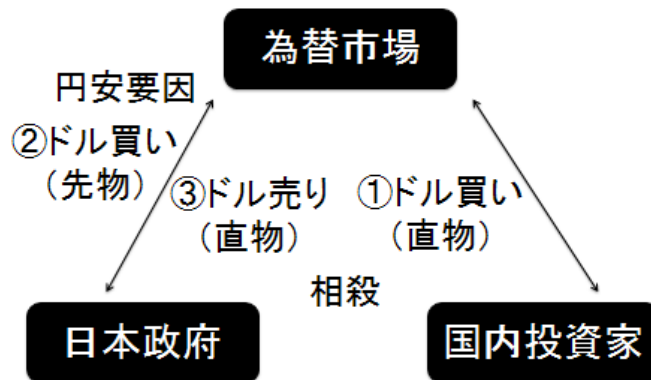 為替市場
円安要因
②ドル買い
（先物）
③ドル売り
（直物）
①ドル買い
（直物）
相殺
日本政府
国内投資家